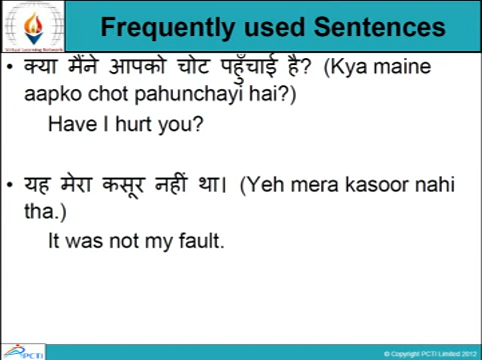 Frequently used Sentences
• क्या मैंने आपको चोट पहुँचाई है? (Kya maine
aapko chot pahunchayi hai?)
Have I hurt you?
• यह मेरा कसूर नहीं था। (Yeh mera kasoor nahi
tha.)
It was not my fault.
PCTI
© Copyright PCTI Limited 2012